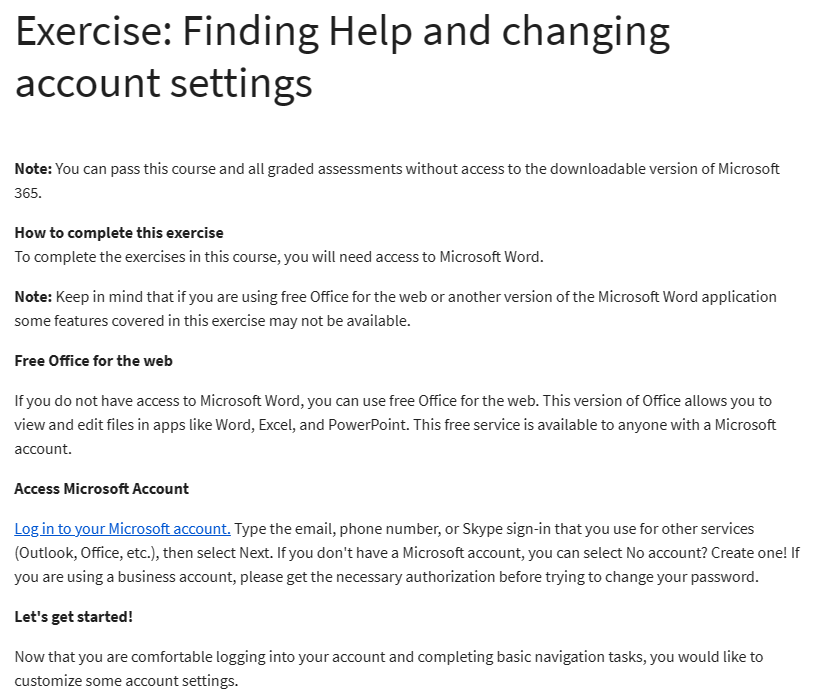 Exercise: Finding Help and changing
account settings
Note: You can pass this course and all graded assessments without access to the downloadable version of Microsoft
365.
How to complete this exercise
To complete the exercises in this course, you will need access to Microsoft Word.
Note: Keep in mind that if you are using free Office for the web or another version of the Microsoft Word application
some features covered in this exercise may not be available.
Free Office for the web
If you do not have access to Microsoft Word, you can use free Office for the web. This version of Office allows you to
view and edit files in apps like Word, Excel, and PowerPoint. This free service is available to anyone with a Microsoft
account.
Access Microsoft Account
Log in to your Microsoft account. Type the email, phone number, or Skype sign-in that you use for other services
(Outlook, Office, etc.), then select Next. If you don't have a Microsoft account, you can select No account? Create one! If
you are using a business account, please get the necessary authorization before trying to change your password.
Let's get started!
Now that you are comfortable logging into your account and completing basic navigation tasks, you would like to
customize some account settings.